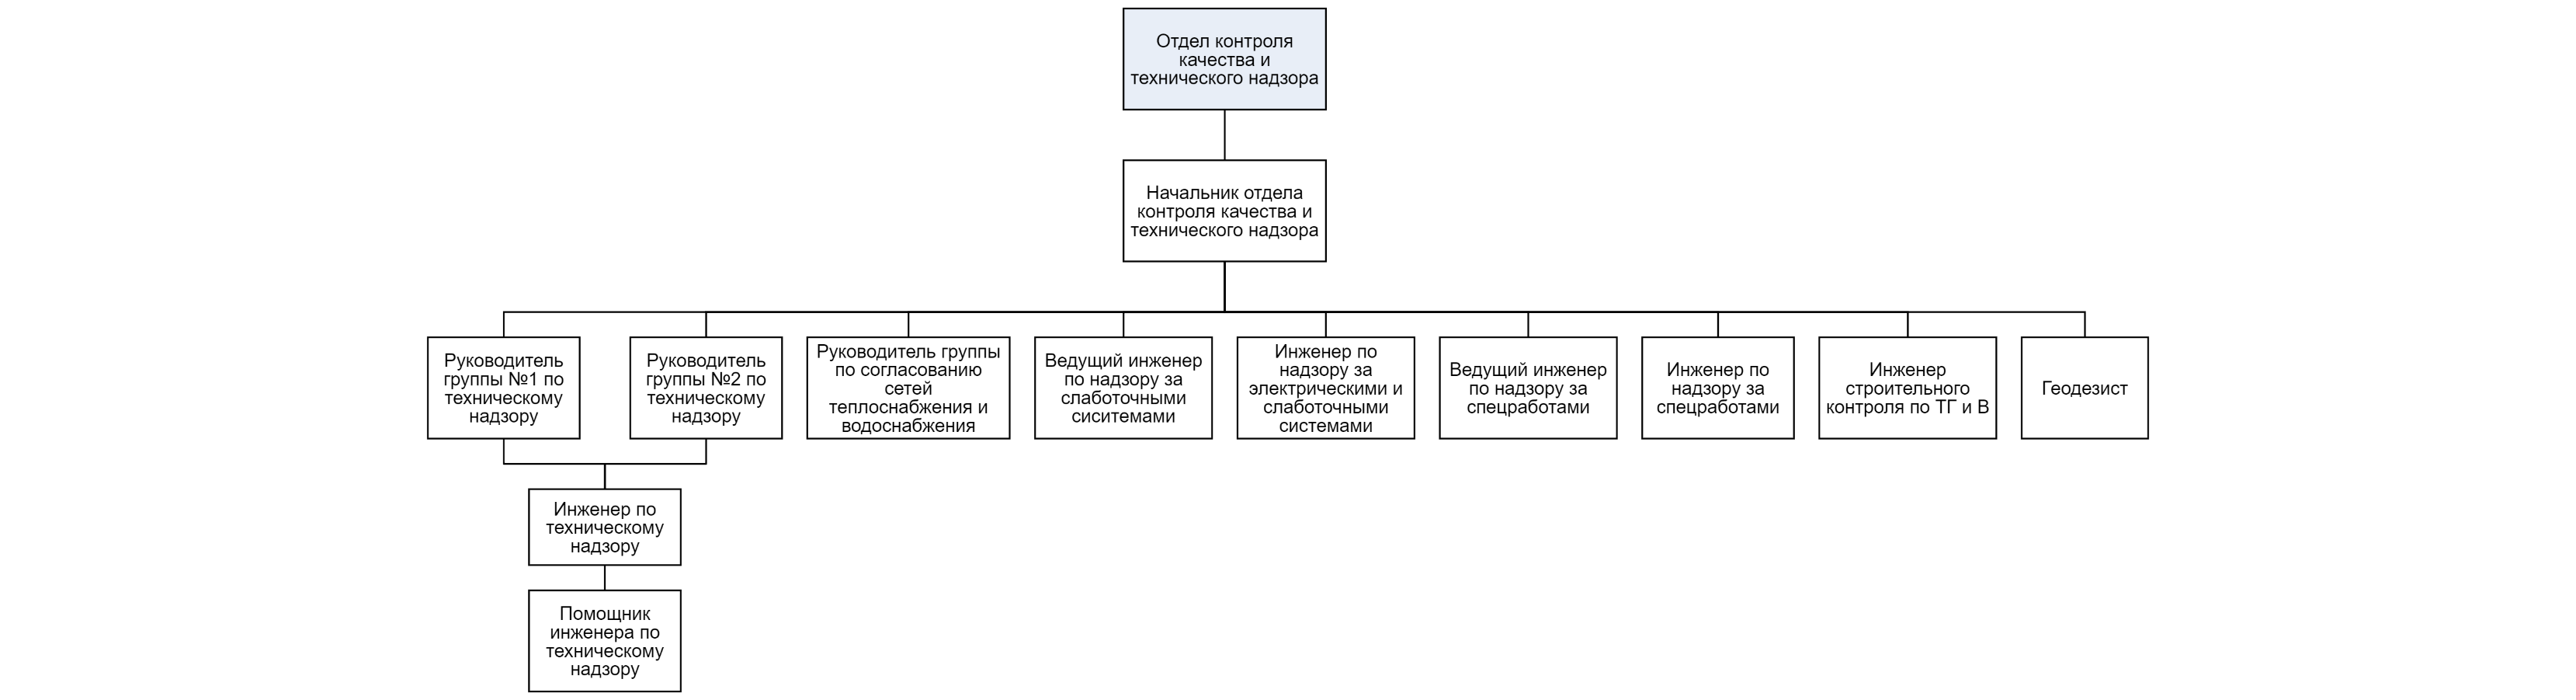 Отдел контроля
качества и
технического надзора
Начальник отдела
контроля качества и
технического надзора
Руководитель
группы №1 по
техническому
надзору
Руководитель
группы №2 по
техническому
надзору
Руководитель группы
по согласованию
сетей
теплоснабжения и
водоснабжения
Ведущий инженер
по надзору за
слаботочными
сиситемами
Инженер по
надзору за
электрическими и
слаботочными
системами
Ведущий инженер
по надзору за
спецработами
Инженер по
надзору за
спецработами
Инженер
строительного
контроля по ТГ и В
Геодезист
Инженер по
техническому
надзору
Помощник
инженера по
техническому
надзору